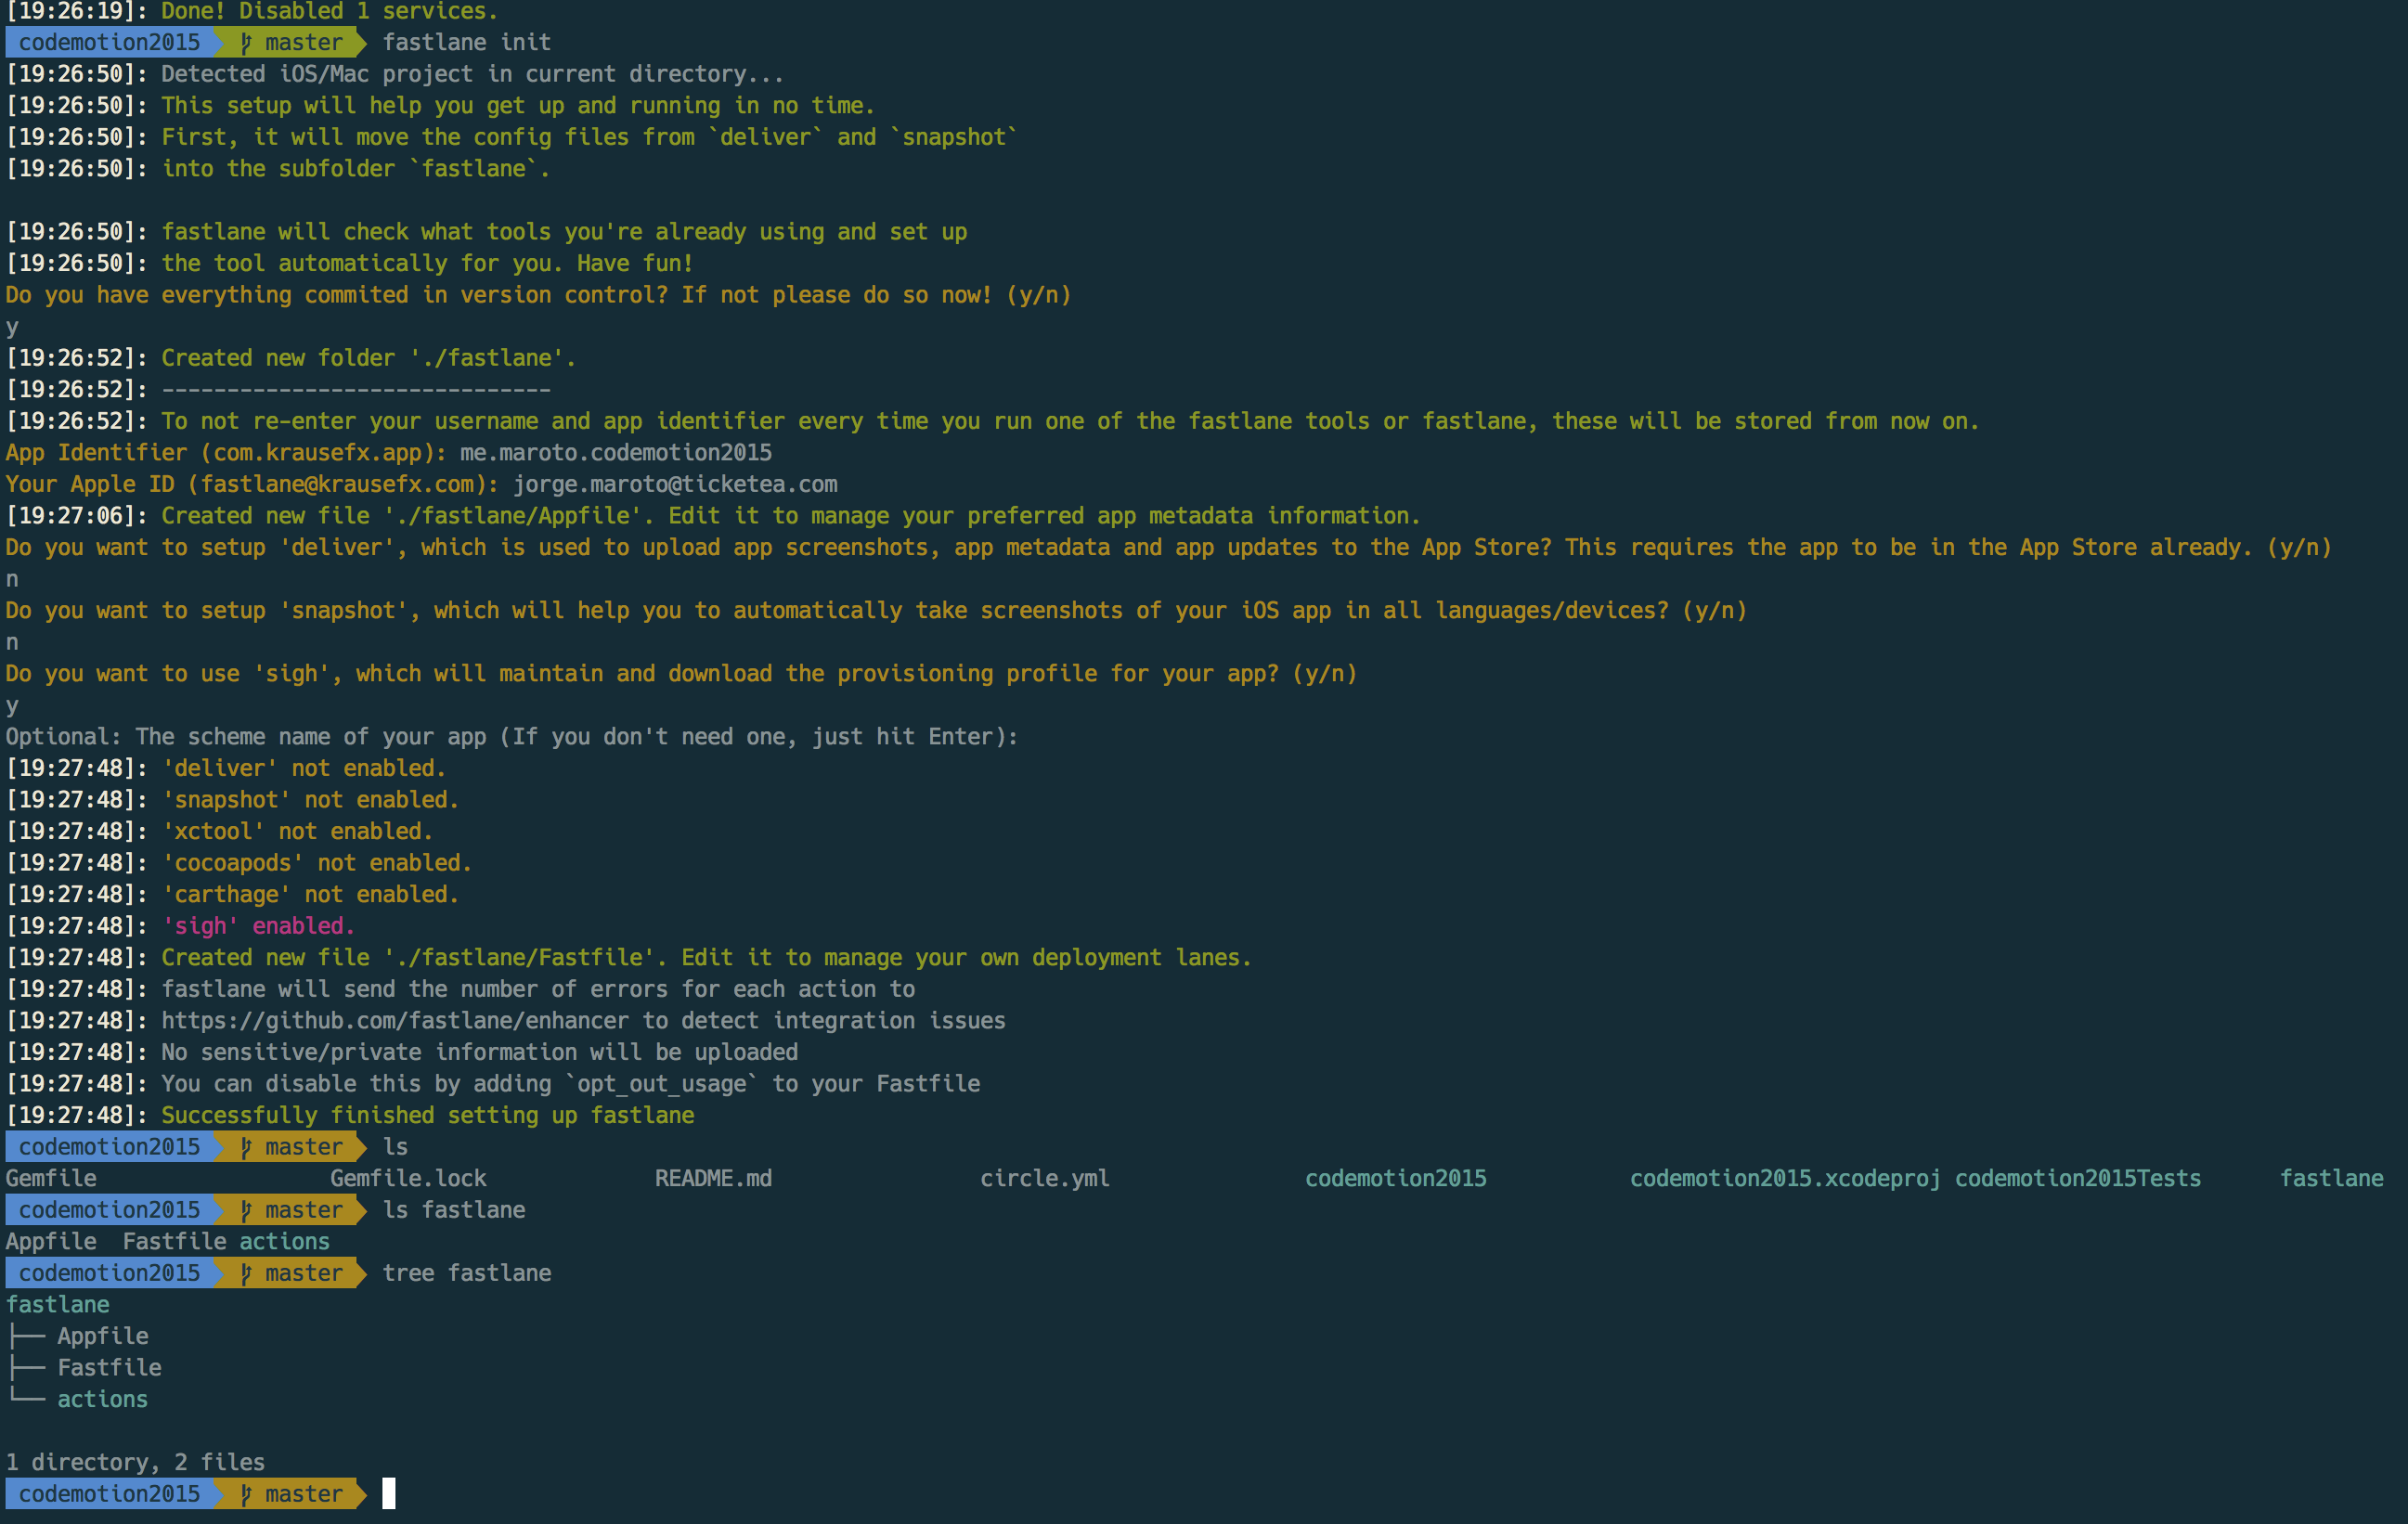 [19:26:19]: Done! Disabled 1 services.
codemotion2015 master fastlane init
[19:26:50]: Detected iOS/Mac project in current directory...
[19:26:50]: This setup will help you get up and running in no time.
[19:26:50]: First, it will move the config files from `deliver` and `snapshot`
[19:26:50]: into the subfolder `fastlane`.
[19:26:50]: fastlane will check what tools you're already using and set up
[19:26:50]: the tool automatically for you. Have fun!
Do you have everything commited in version control? If not please do so now! (y/n)
y
[19:26:52]: Created new folder './fastlane'.
[19:26:52]: ------------------------------
[19:26:52]: To not re-enter your username and app identifier every time you run one of the fastlane tools or fastlane, these will be stored from now on.
App Identifier (com.krausefx.app): me.maroto.codemotion2015
Your Apple ID (fastlane@krausefx.com): jorge.maroto@ticketea.com
[19:27:06]: Created new file './fastlane/Appfile'. Edit it to manage your preferred app metadata information.
Do you want to setup 'deliver', which is used to upload app screenshots, app metadata and app updates to the App Store? This requires the app to be in the App Store already. (y/n)
n
Do you want to setup 'snapshot', which will help you to automatically take screenshots of your iOS app in all languages/devices? (y/n)
n
Do you want to use 'sigh', which will maintain and download the provisioning profile for your app? (y/n)
y
Optional: The scheme name of your app (If you don't need one, just hit Enter):
[19:27:48]: 'deliver' not enabled.
[19:27:48]: 'snapshot' not enabled.
[19:27:48]: 'xctool' not enabled.
[19:27:48]: 'cocoapods' not enabled.
[19:27:48]: 'carthage' not enabled.
[19:27:48]: 'sigh' enabled.
[19:27:48]: Created new file './fastlane/Fastfile'. Edit it to manage your own deployment lanes.
[19:27:48]: fastlane will send the number of errors for each action to
[19:27:48]: https://github.com/fastlane/enhancer to detect integration issues
[19:27:48]: No sensitive/private information will be uploaded
[19:27:48]: You can disable this by adding `opt_out_usage` to your Fastfile
[19:27:48]: Successfully finished setting up fastlane
codemotion2015 master ls
Gemfile Gemfile.lock README.md circle.yml codemotion2015 codemotion2015.xcodeproj codemotion2015Tests fastlane
codemotion2015 master ls fastlane
Appfile Fastfile actions
codemotion2015 master tree fastlane
fastlane
├── Appfile
├── Fastfile
└── actions
1 directory, 2 files
codemotion2015 master